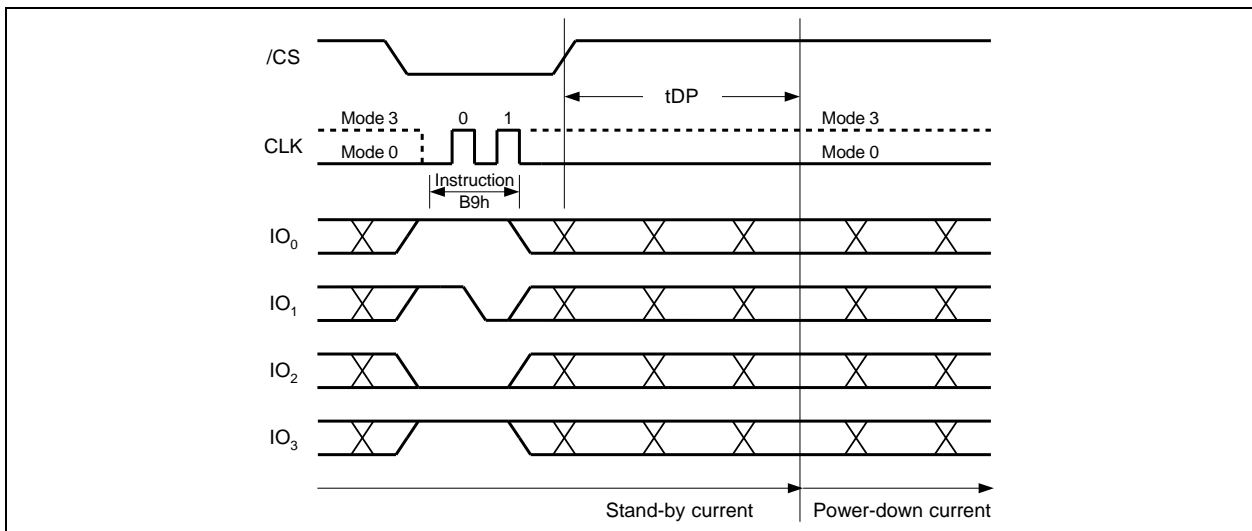 /CS
tDP
Mode 3 0 1 Mode 3
CLK
Mode 0 Mode 0
Instruction
B9h
IO0
IO1
IO2
IO3
Stand-by current Power-down current